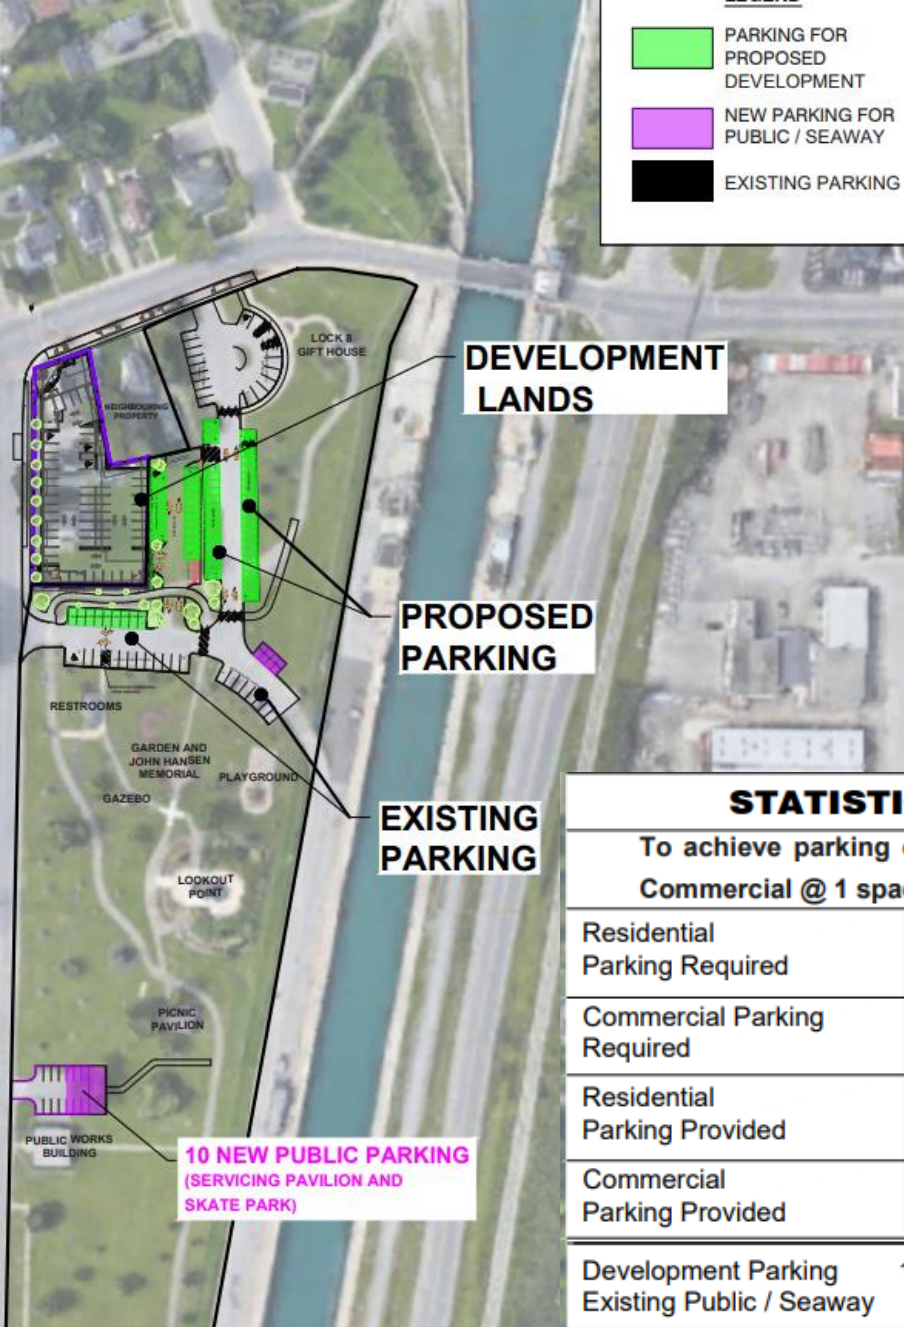 LEGEND
PARKING FOR
PROPOSED
DEVELOPMENT
NEW PARKING FOR
PUBLIC / SEAWAY
EXISTING PARKING
LOCK 8
GIFT HOUSE
DEVELOPMENT
LANDS
NEIGHBOURING
PROPERTY
PROPOSED
PARKING
RESTROOMS
GARDEN AND
JOHN HANSEN
MEMORIAL
PLAYGROUND
GAZEBO
EXISTING
PARKING
LOOKOUT
POINT
PICNIC
PAVILION
PUBLIC WORKS
BUILDING
10 NEW PUBLIC PARKING
(SERVICING PAVILION AND
SKATE PARK)
STATISTI
To achieve parking
Commercial @ 1 spa
Residential
Parking Required
Commercial Parking
Required
Residential
Parking Provided
Commercial
Parking Provided
Development Parking
Existing Public / Seaway